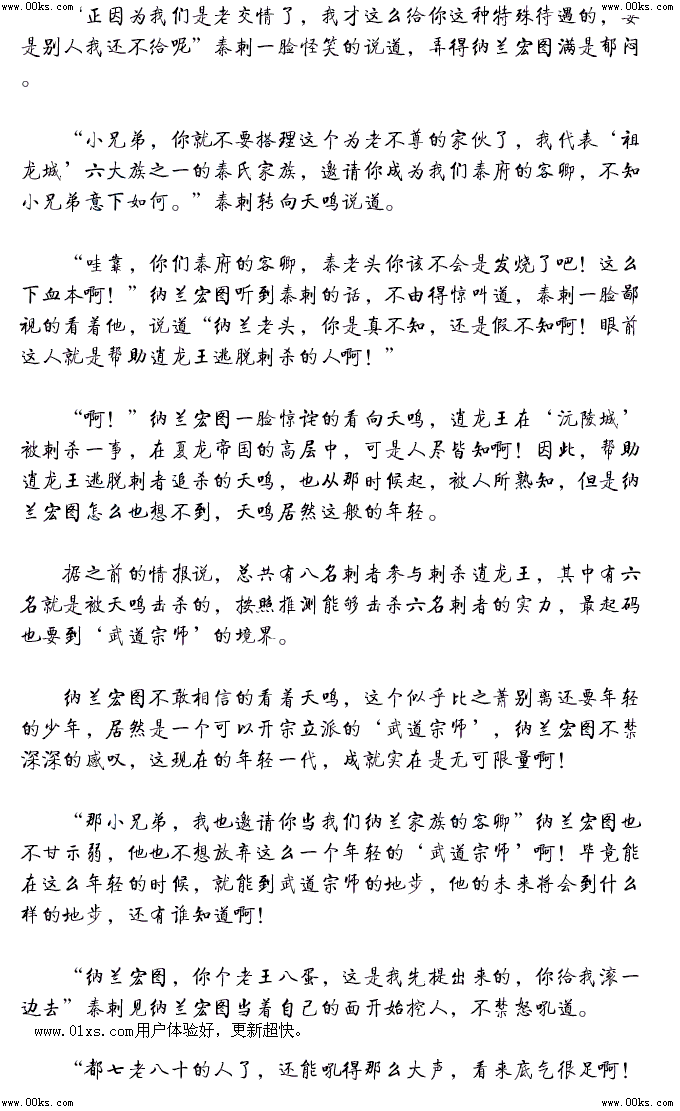 www.00ks.com www.00ks.com
“正因为我们是老交情了，我才这么给你这种特殊待遇的，要
是别人我还不给呢”秦刺一脸怪笑的说道，弄得纳兰宏图满是郁闷
。
“小兄弟，你就不要搭理这个为老不尊的家伙了，我代表‘祖
龙城’六大族之一的秦氏家族，邀请你成为我们秦府的客卿，不知
小兄弟意下如何。”秦刺转向天鸣说道。
“哇靠，你们秦府的客卿，秦老头你该不会是发烧了吧！这么
下血本啊！”纳兰宏图听到秦刺的话，不由得惊叫道，秦刺一脸鄙
视的看着他，说道“纳兰老头，你是真不知，还是假不知啊！眼前
这人就是帮助逍龙王逃脱刺杀的人啊！”
“啊！”纳兰宏图一脸惊诧的看向天鸣，逍龙王在‘沅陵城’
被刺杀一事，在夏龙帝国的高层中，可是人尽皆知啊！因此，帮助
逍龙王逃脱刺者追杀的天鸣，也从那时候起，被人所熟知，但是纳
兰宏图怎么也想不到，天鸣居然这般的年轻。
据之前的情报说，总共有八名刺者参与刺杀逍龙王，其中有六
名就是被天鸣击杀的，按照推测能够击杀六名刺者的实力，最起码
也要到‘武道宗师’的境界。
纳兰宏图不敢相信的看着天鸣，这个似乎比之萧别离还要年轻
的少年，居然是一个可以开宗立派的‘武道宗师’，纳兰宏图不禁
深深的感叹，这现在的年轻一代，成就实在是无可限量啊！
“那小兄弟，我也邀请你当我们纳兰家族的客卿”纳兰宏图也
不甘示弱，他也不想放弃这么一个年轻的‘武道宗师’啊！毕竟能
在这么年轻的时候，就能到武道宗师的地步，他的未来将会到什么
样的地步，还有谁知道啊！
“纳兰宏图，你个老王八蛋，这是我先提出来的，你给我滚一
边去”秦刺见纳兰宏图当着自己的面开始挖人，不禁怒吼道。
www.01xs.com用户体验好，更新超快。
“都七老八十的人了，还能吼得那么大声，看来底气很足啊！
www.00ks.com www.00ks.com